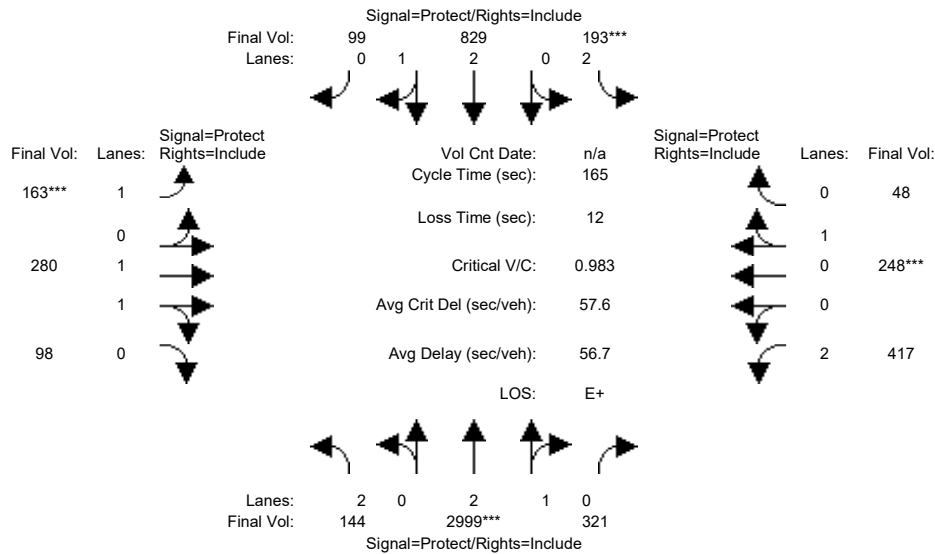 Signal=Protect/Rights=Include
Final Vol: 99 829 193***
Lanes: 0 1 2 0 2
Signal=Protect
Final Vol: Lanes: Rights=Include
Vol Cnt Date: n/a
Signal=Protect
Rights=Include Lanes: Final Vol:
Cycle Time (sec): 165
163*** 1
0 48
Loss Time (sec): 12
0
1
280 1
Critical V/C: 0.983
0 248***
1
Avg Crit Del (sec/veh): 57.6
0
98 0
Avg Delay (sec/veh): 56.7
2 417
LOS: E+
Lanes: 2 0 2 1 0
Final Vol: 144 2999*** 321
Signal=Protect/Rights=Include